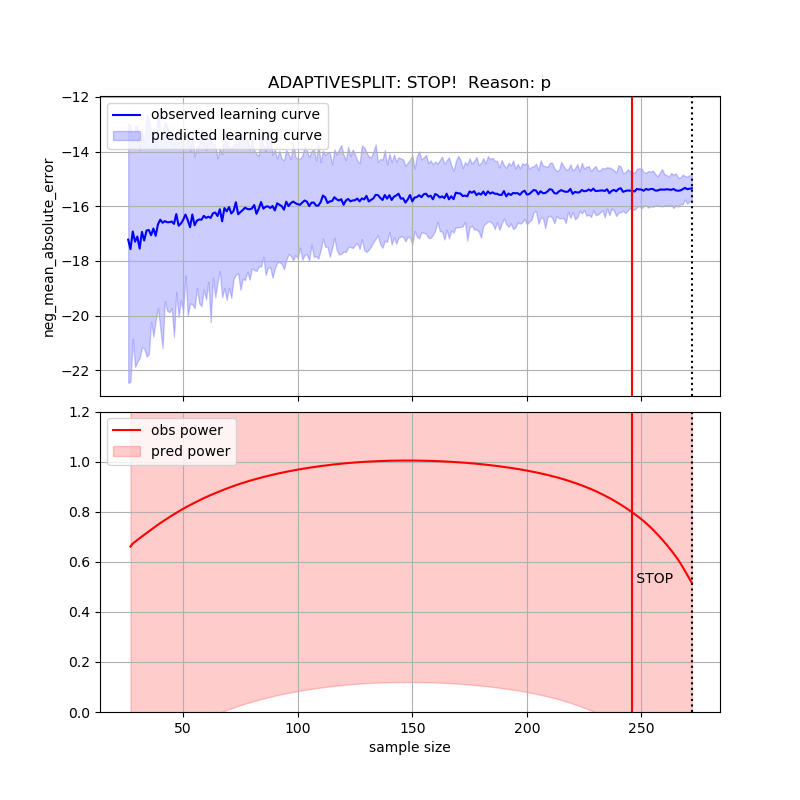 ADAPTIVESPLIT: STOP!  Reason: p
observed learning curve
predicted learning curve
neg_mean_absolute_error
−12
−14
−16
−18
−20
−22
obs power
pred power
1.2
1.0
0.8
0.6
0.4
0.2
0.0
STOP
50 100 150 200 250
sample size